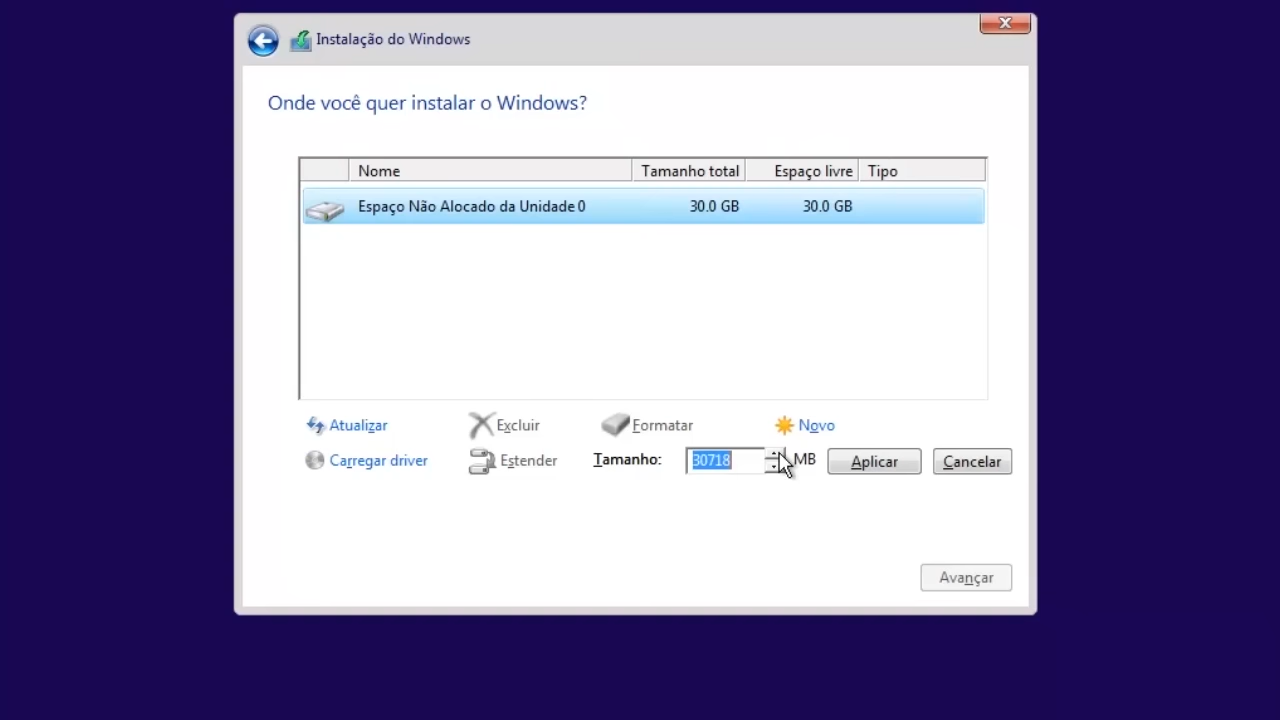 Instalação do Windows
Onde você quer instalar o Windows?
Nome Tamanho total Espaço livre Tipo
Espaço Não Alocado da Unidade 0 30.0 GB 30.0 GB
Atualizar Excluir Formatar Novo
Carregar driver Estender Tamanho: 30718 MB Aplicar Cancelar
Avançar